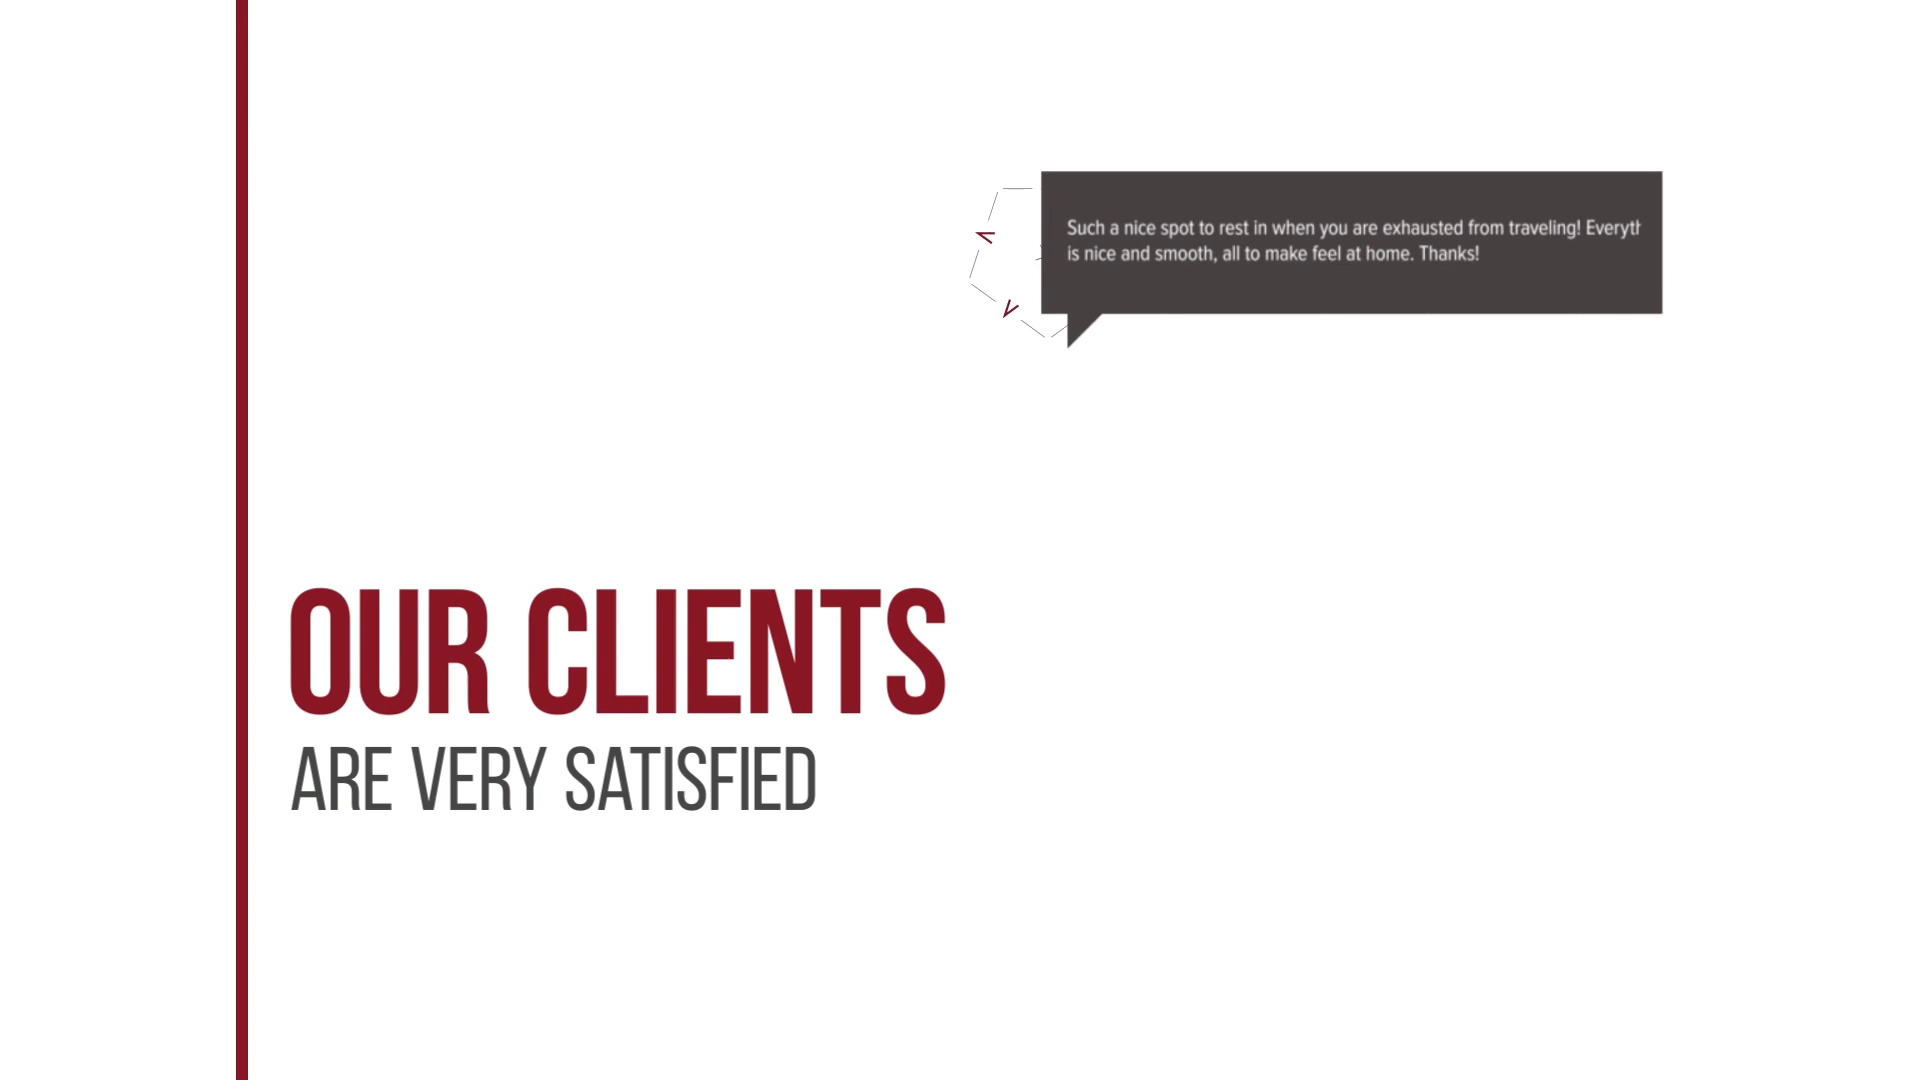 Such a nice spot to rest in when you are exhausted from traveling! Everyth
is nice and smooth, all to make feel at home. Thanks!
OUR CLIENTS
ARE VERY SATISFIED